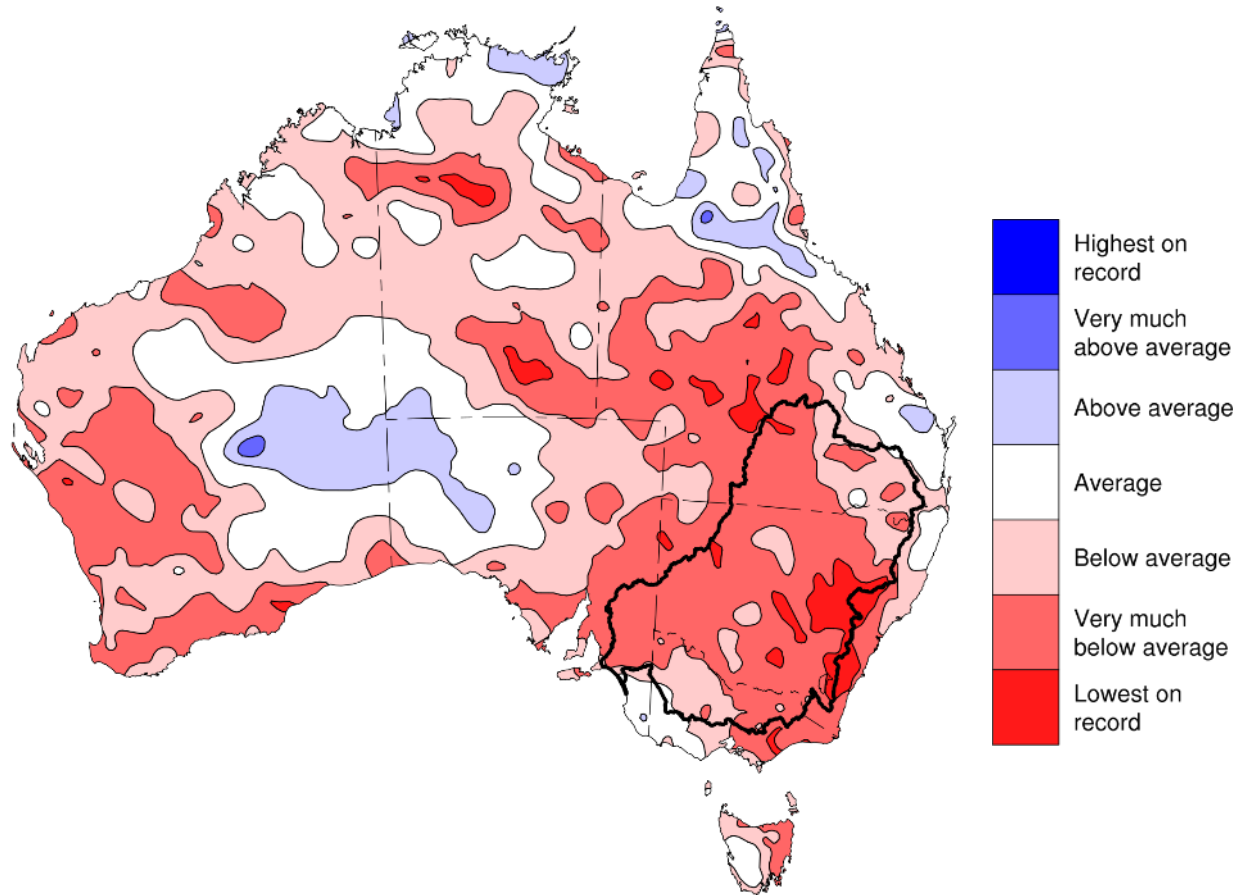 Highest on
record
Very much
above average
Above average
Average
Below average
Very much
below average
Lowest on
record